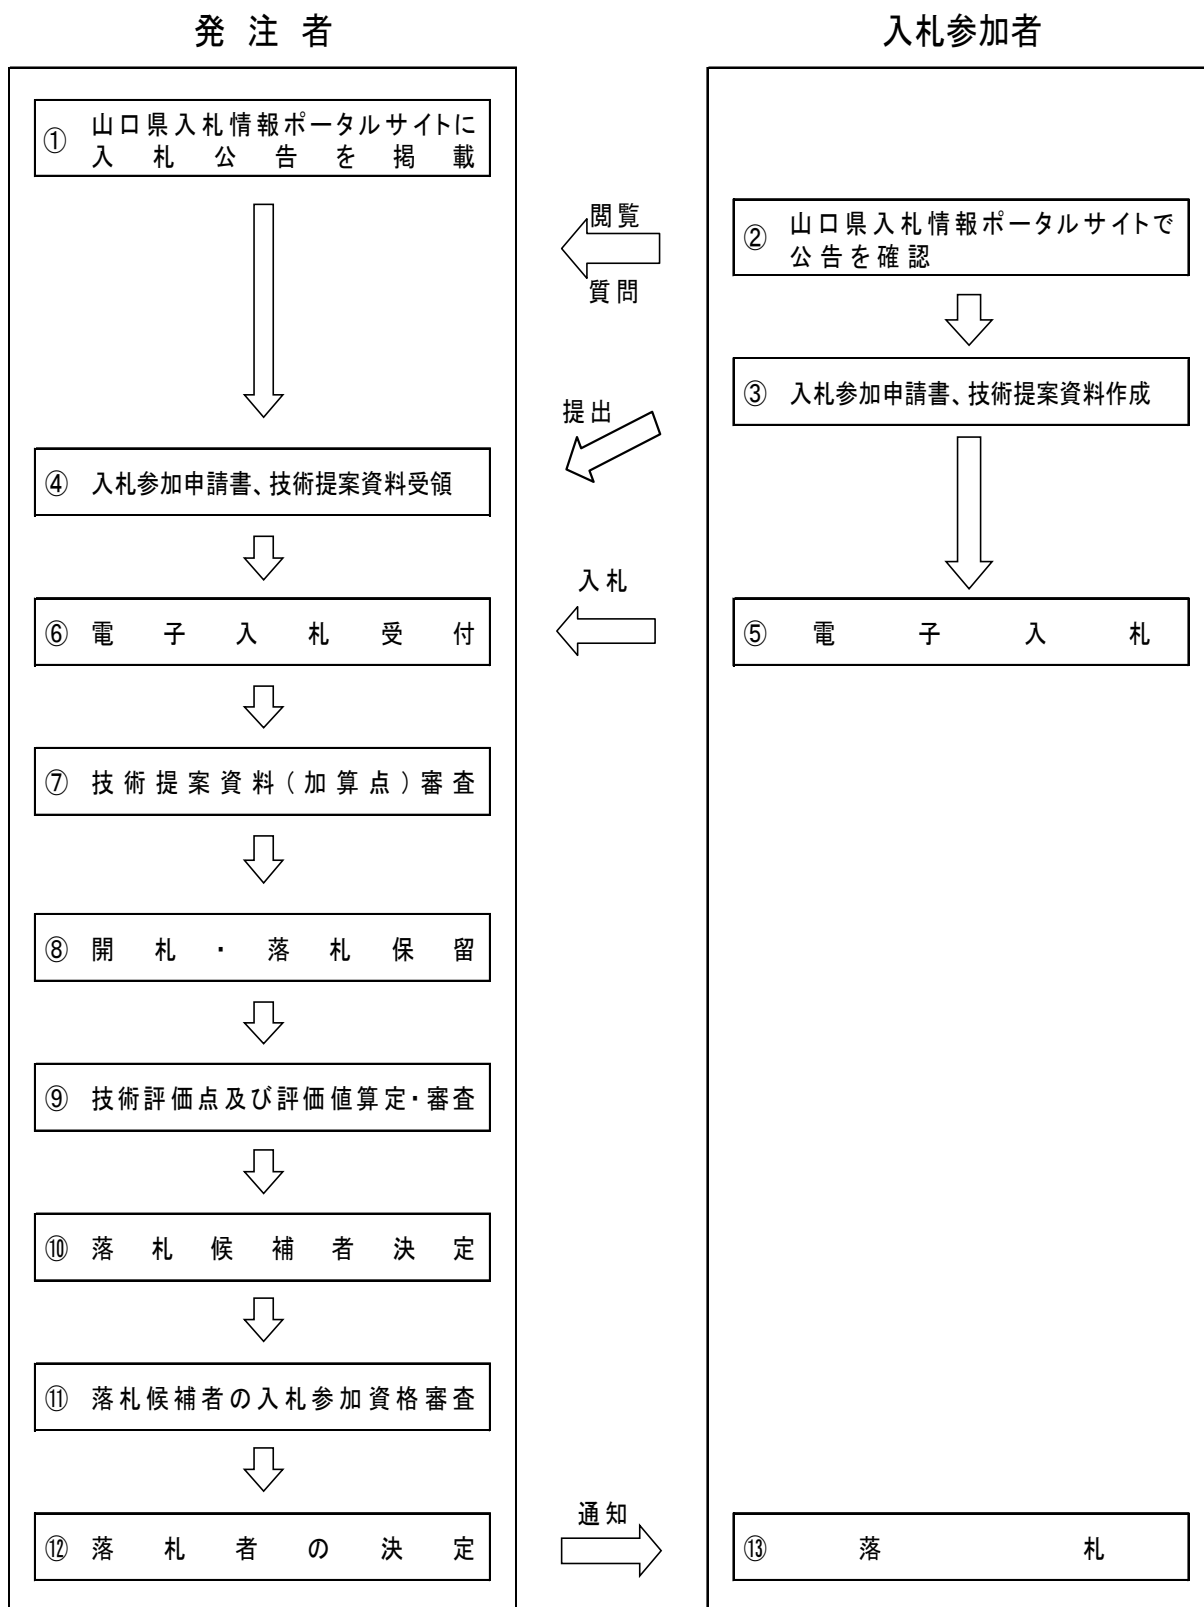 発注者
入札参加者
① 山口県入札情報ポータルサイトに
入札公告を掲載
閲覧
質問
② 山口県入札情報ポータルサイトで
公告を確認
③ 入札参加申請書、技術提案資料作成
提出
④ 入札参加申請書、技術提案資料受領
入札
⑥ 電子入札受付
⑤ 電子入札
⑦ 技術提案資料(加算点)審査
⑧ 開札・落札保留
⑨ 技術評価点及び評価値算定・審査
⑩ 落札候補者決定
⑪ 落札候補者の入札参加資格審査
通知
⑫ 落札者の決定
⑬ 落札